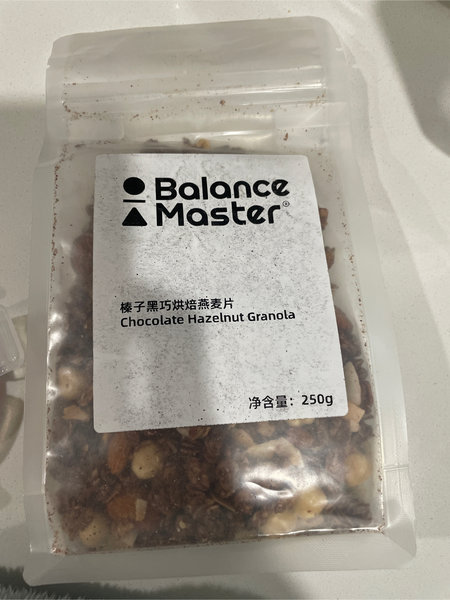 Balance
Master®
榛子黑巧烘焙燕麦片
Chocolate Hazelnut Granola
净含量：250g